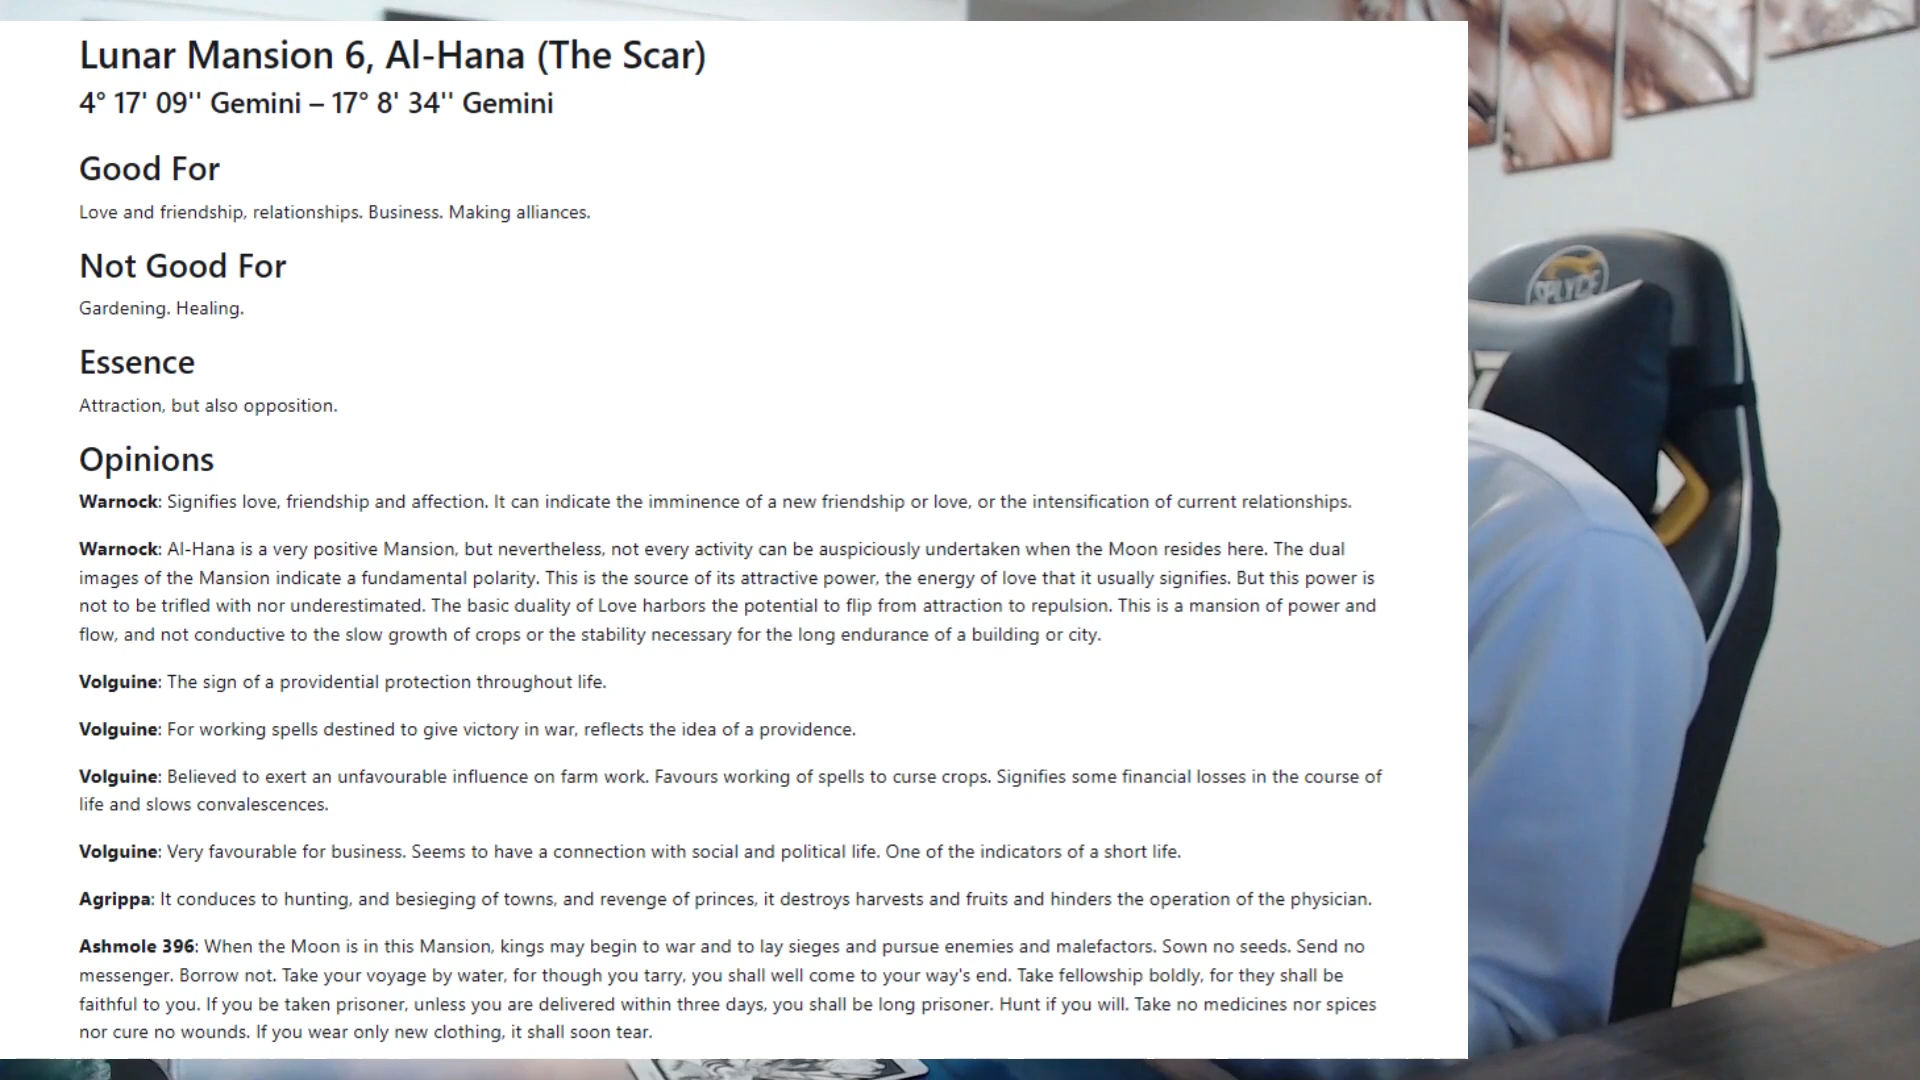 Lunar Mansion 6, Al-Hana (The Scar)
4° 17' 09'' Gemini – 17° 8' 34'' Gemini
Good For
Love and friendship, relationships. Business. Making alliances.
Not Good For
Gardening. Healing.
Essence
Attraction, but also opposition.
Opinions
Warnock: Signifies love, friendship and affection. It can indicate the imminence of a new friendship or love, or the intensification of current relationships.
Warnock: Al-Hana is a very positive Mansion, but nevertheless, not every activity can be auspiciously undertaken when the Moon resides here. The dual
images of the Mansion indicate a fundamental polarity. This is the source of its attractive power, the energy of love that it usually signifies. But this power is
not to be trifled with nor underestimated. The basic duality of Love harbors the potential to flip from attraction to repulsion. This is a mansion of power and
flow, and not conductive to the slow growth of crops or the stability necessary for the long endurance of a building or city.
Volguine: The sign of a providential protection throughout life.
Volguine: For working spells destined to give victory in war, reflects the idea of a providence.
Volguine: Believed to exert an unfavourable influence on farm work. Favours working of spells to curse crops. Signifies some financial losses in the course of
life and slows convalescences.
Volguine: Very favourable for business. Seems to have a connection with social and political life. One of the indicators of a short life.
Agrippa: It conduces to hunting, and besieging of towns, and revenge of princes, it destroys harvests and fruits and hinders the operation of the physician.
Ashmole 396: When the Moon is in this Mansion, kings may begin to war and to lay sieges and pursue enemies and malefactors. Sown no seeds. Send no
messenger. Borrow not. Take your voyage by water, for though you tarry, you shall well come to your way's end. Take fellowship boldly, for they shall be
faithful to you. If you be taken prisoner, unless you are delivered within three days, you shall be long prisoner. Hunt if you will. Take no medicines nor spices
nor cure no wounds. If you wear only new clothing, it shall soon tear.